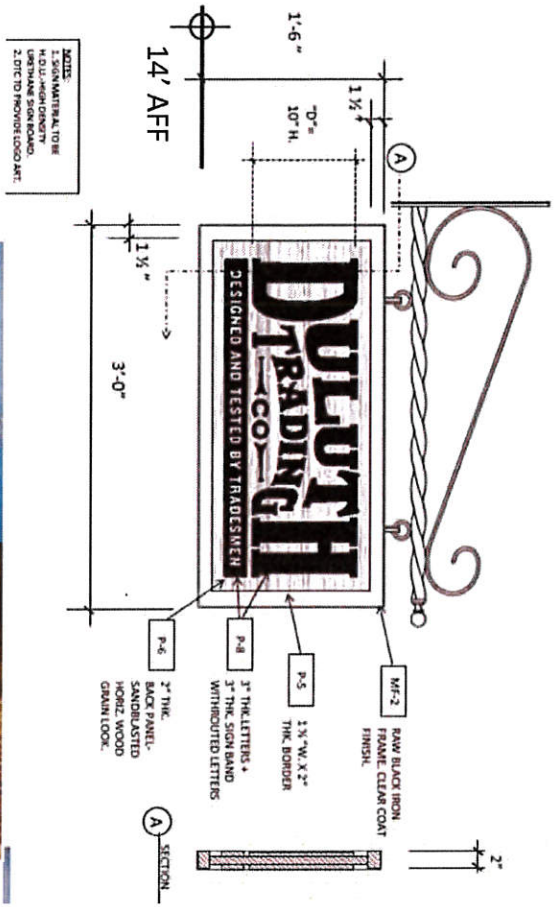 1'-6"
1 ½"
"D"=
10" H.
14' AFF
A
DULUTH
TRADING
CO
DESIGNED AND TESTED BY TRADESMEN
1 ½"
3'-0"
MF-2
RAW BLACK IRON
FRAME. CLEAR COAT
FINISH.
P-5
1 ½" W. X 2"
THK. BORDER
P-8
3" THK. LETTERS +
3" THK. SIGN BAND
WITHROUTED LETTERS
P-6
2" THK.
BACK PANEL-
SANDBLASTED
HORIZ. WOOD
GRAIN LOOK.
2"
A
SECTION
NOTES:
1. SIGN MATERIAL TO BE
H.D.U.-HIGH DENSITY
URETHANE SIGN BOARD.
2. DTC TO PROVIDE LOGO ART.